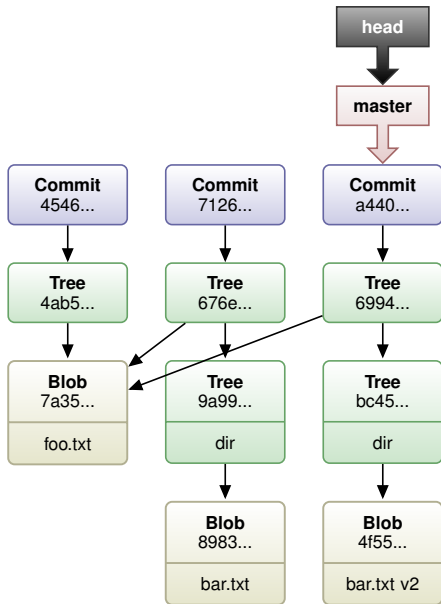 head
master
Commit
4546...
Commit
7126...
Commit
a440...
Tree
4ab5...
Tree
676e...
Tree
6994...
Blob
7a35...
foo.txt
Tree
9a99...
dir
Tree
bc45...
dir
Blob
8983...
bar.txt
Blob
4f55...
bar.txt v2